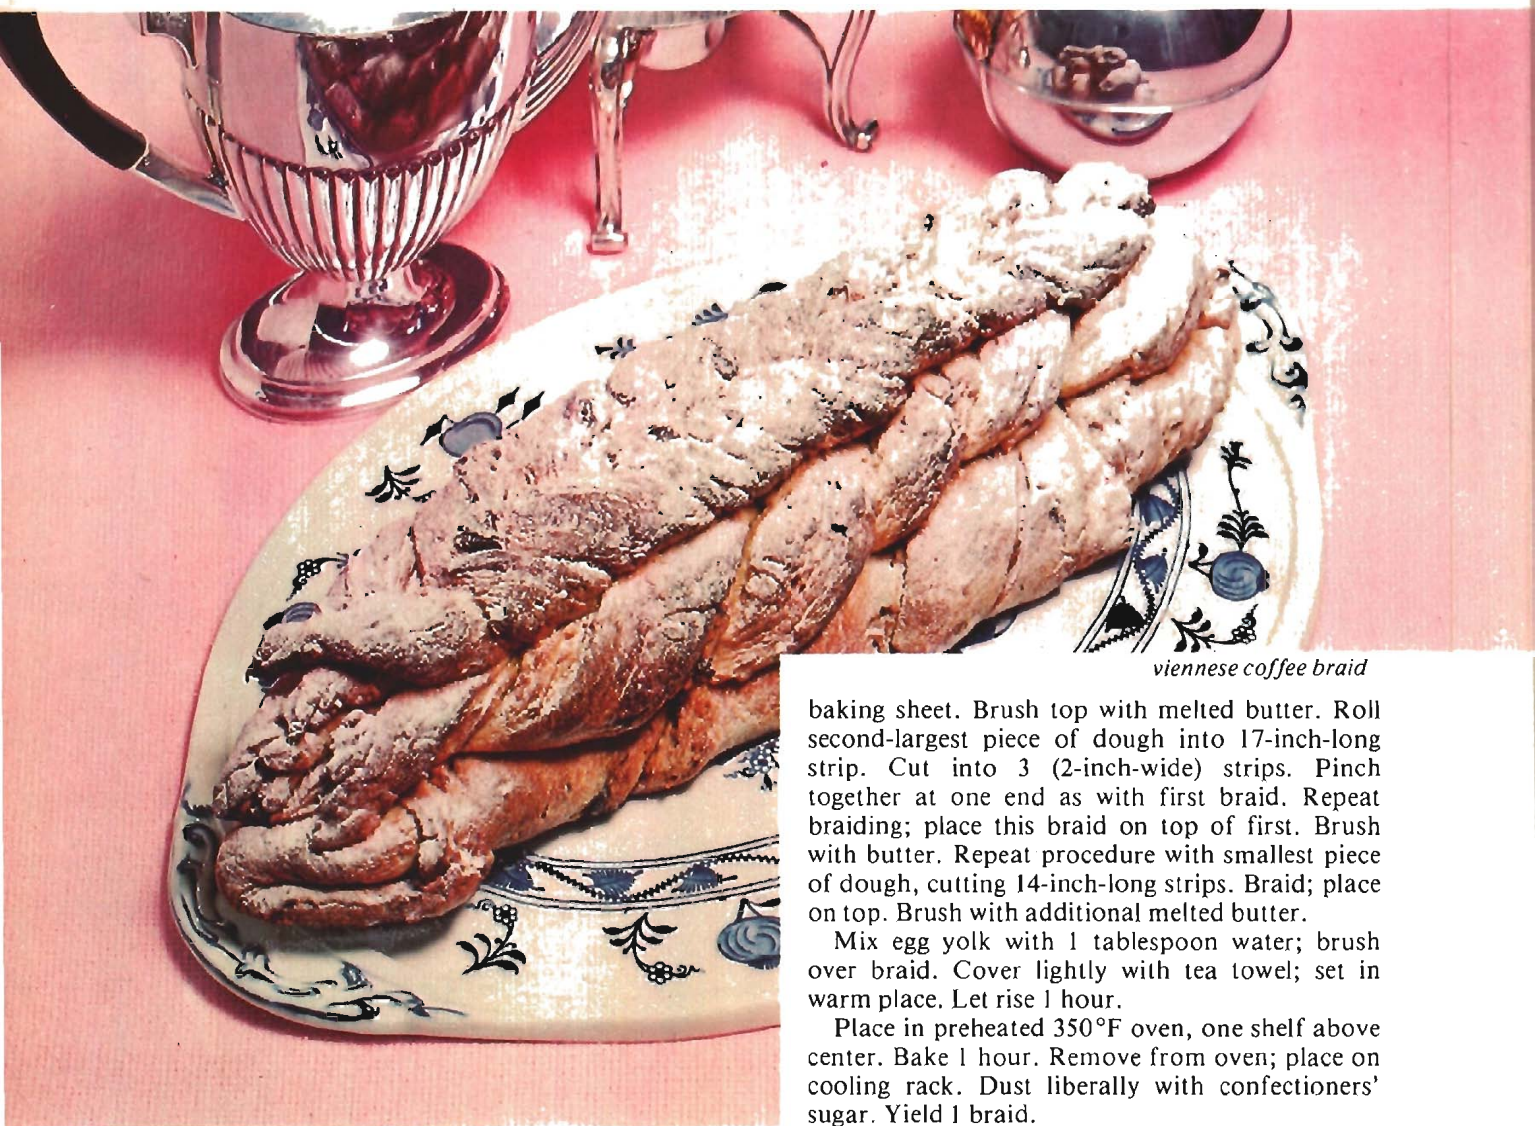 viennese coffee braid
baking sheet. Brush top with melted butter. Roll
second-largest piece of dough into 17-inch-long
strip. Cut into 3 (2-inch-wide) strips. Pinch
together at one end as with first braid. Repeat
braiding; place this braid on top of first. Brush
with butter. Repeat procedure with smallest piece
of dough, cutting 14-inch-long strips. Braid; place
on top. Brush with additional melted butter.
Mix egg yolk with 1 tablespoon water; brush
over braid. Cover lightly with tea towel; set in
warm place. Let rise 1 hour.
Place in preheated 350°F oven, one shelf above
center. Bake 1 hour. Remove from oven; place on
cooling rack. Dust liberally with confectioners'
sugar. Yield 1 braid.